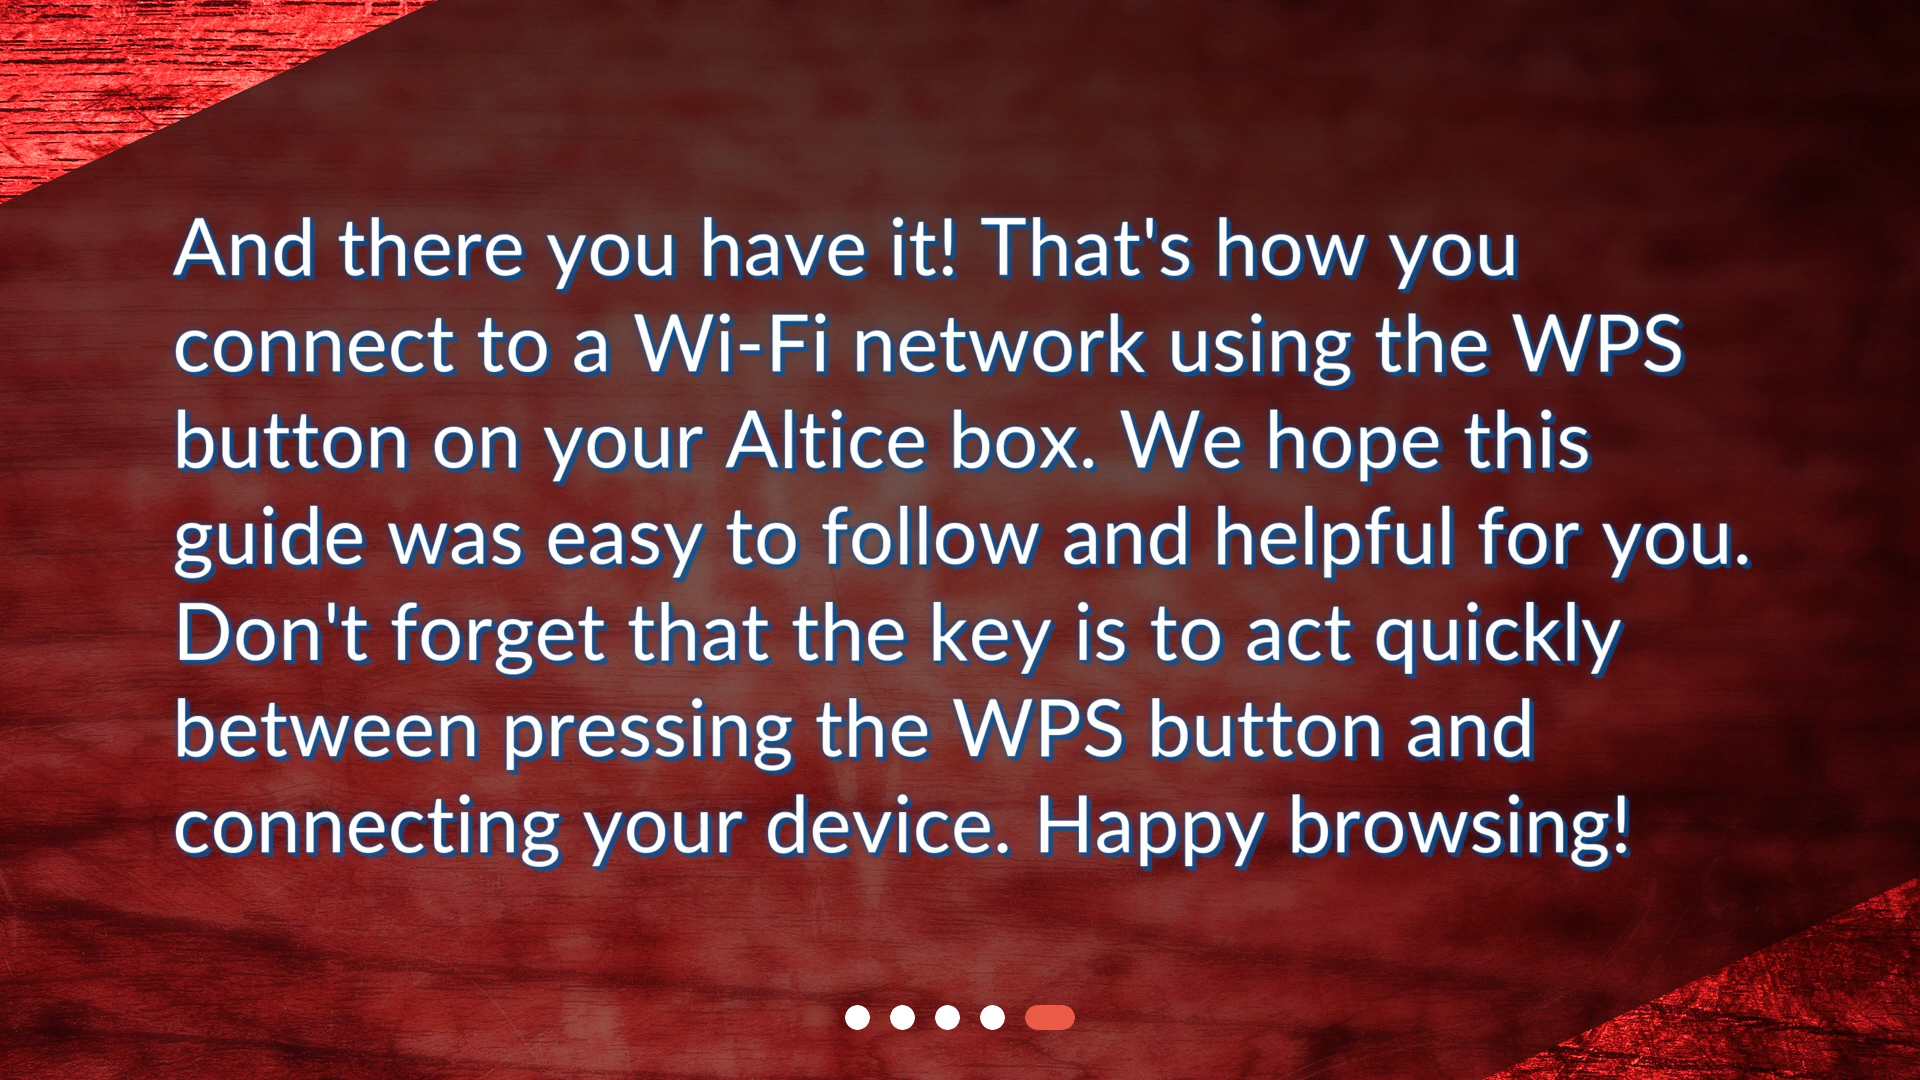 And there you have it! That's how you
connect to a Wi-Fi network using the WPS
button on your Altice box. We hope this
guide was easy to follow and helpful for you.
Don't forget that the key is to act quickly
between pressing the WPS button and
connecting your device. Happy browsing!